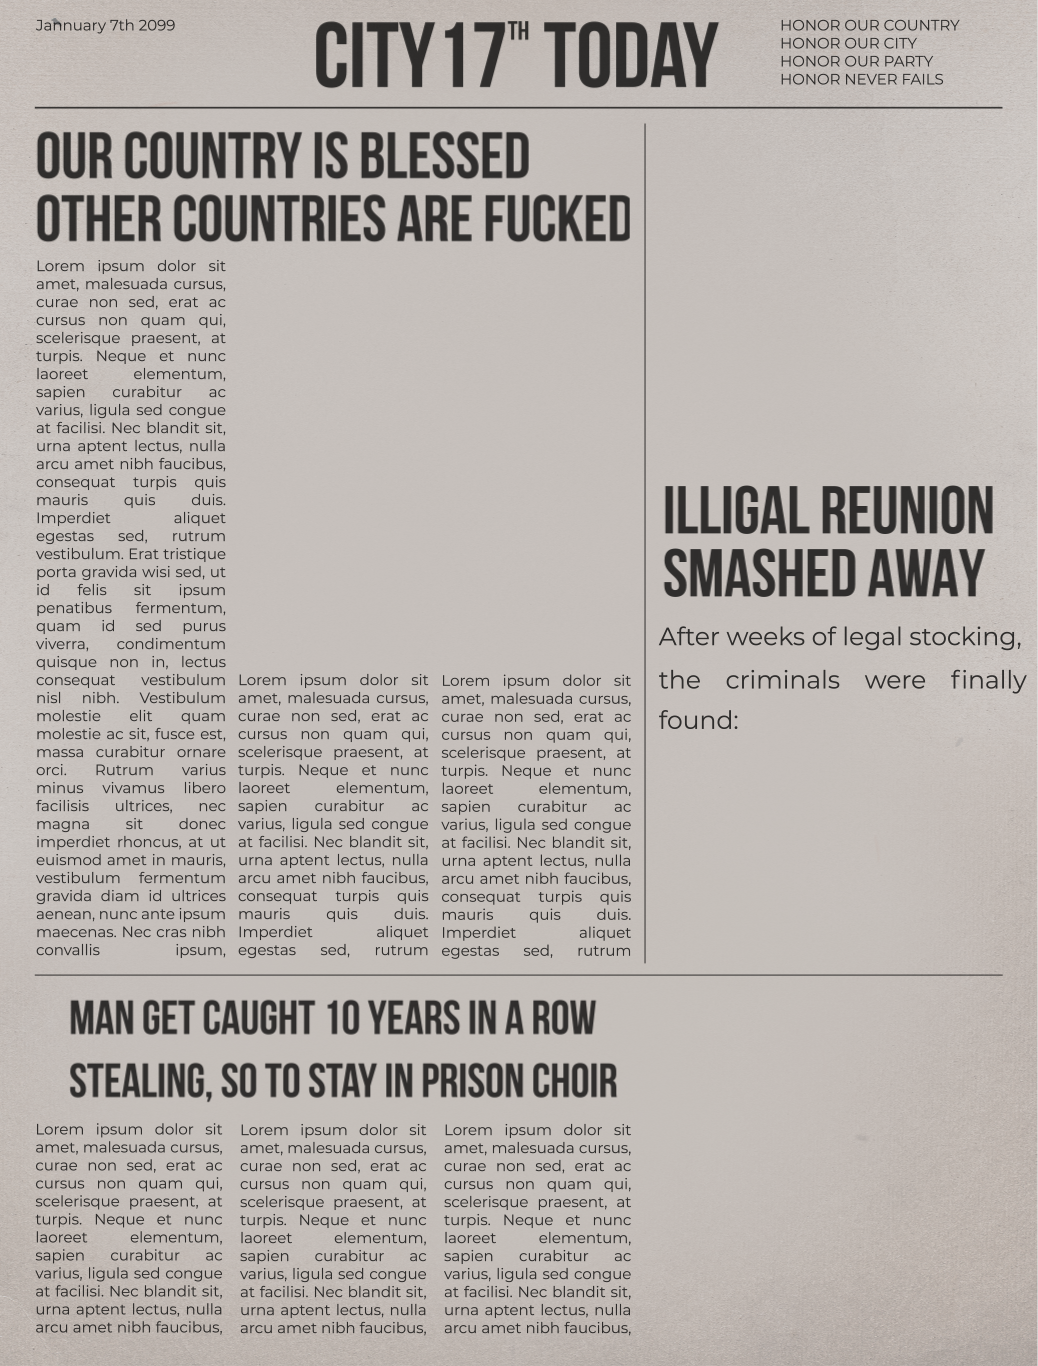 Jannuary 7th 2099
CITY17TH TODAY
HONOR OUR COUNTRY
HONOR OUR CITY
HONOR OUR PARTY
HONOR NEVER FAILS
OUR COUNTRY IS BLESSED
OTHER COUNTRIES ARE FUCKED
Lorem ipsum dolor sit
amet, malesuada cursus,
curae non sed, erat ac
cursus non quam qui,
scelerisque praesent, at
turpis. Neque et nunc
laoreet elementum,
sapien curabitur ac
varius, ligula sed congue
at facilisi. Nec blandit sit,
urna aptent lectus, nulla
arcu amet nibh faucibus,
consequat turpis quis
mauris quis duis.
Imperdiet aliquet
egestas sed, rutrum
vestibulum. Erat tristique
porta gravida wisi sed, ut
id felis sit ipsum
penatibus fermentum,
quam id sed purus
viverra, condimentum
quisque non in, lectus
consequat vestibulum
nisl nibh. Vestibulum
molestie elit quam
molestie ac sit, fusce est,
massa curabitur ornare
orci. Rutrum varius
minus vivamus libero
facilisis ultrices, nec
magna sit donec
imperdiet rhoncus, at ut
euismod amet in mauris,
vestibulum fermentum
gravida diam id ultrices
aenean, nunc ante ipsum
maecenas. Nec cras nibh
convallis ipsum,
Lorem ipsum dolor sit
amet, malesuada cursus,
curae non sed, erat ac
cursus non quam qui,
scelerisque praesent, at
turpis. Neque et nunc
laoreet elementum,
sapien curabitur ac
varius, ligula sed congue
at facilisi. Nec blandit sit,
urna aptent lectus, nulla
arcu amet nibh faucibus,
consequat turpis quis
mauris quis duis.
Imperdiet aliquet
egestas sed, rutrum
Lorem ipsum dolor sit
amet, malesuada cursus,
curae non sed, erat ac
cursus non quam qui,
scelerisque praesent, at
turpis. Neque et nunc
laoreet elementum,
sapien curabitur ac
varius, ligula sed congue
at facilisi. Nec blandit sit,
urna aptent lectus, nulla
arcu amet nibh faucibus,
consequat turpis quis
mauris quis duis.
Imperdiet aliquet
egestas sed, rutrum
ILLIGAL REUNION
SMASHED AWAY
After weeks of legal stocking,
the criminals were finally
found:
MAN GET CAUGHT 10 YEARS IN A ROW
STEALING, SO TO STAY IN PRISON CHOIR
Lorem ipsum dolor sit
amet, malesuada cursus,
curae non sed, erat ac
cursus non quam qui,
scelerisque praesent, at
turpis. Neque et nunc
laoreet elementum,
sapien curabitur ac
varius, ligula sed congue
at facilisi. Nec blandit sit,
urna aptent lectus, nulla
arcu amet nibh faucibus,
Lorem ipsum dolor sit
amet, malesuada cursus,
curae non sed, erat ac
cursus non quam qui,
scelerisque praesent, at
turpis. Neque et nunc
laoreet elementum,
sapien curabitur ac
varius, ligula sed congue
at facilisi. Nec blandit sit,
urna aptent lectus, nulla
arcu amet nibh faucibus,
Lorem ipsum dolor sit
amet, malesuada cursus,
curae non sed, erat ac
cursus non quam qui,
scelerisque praesent, at
turpis. Neque et nunc
laoreet elementum,
sapien curabitur ac
varius, ligula sed congue
at facilisi. Nec blandit sit,
urna aptent lectus, nulla
arcu amet nibh faucibus,